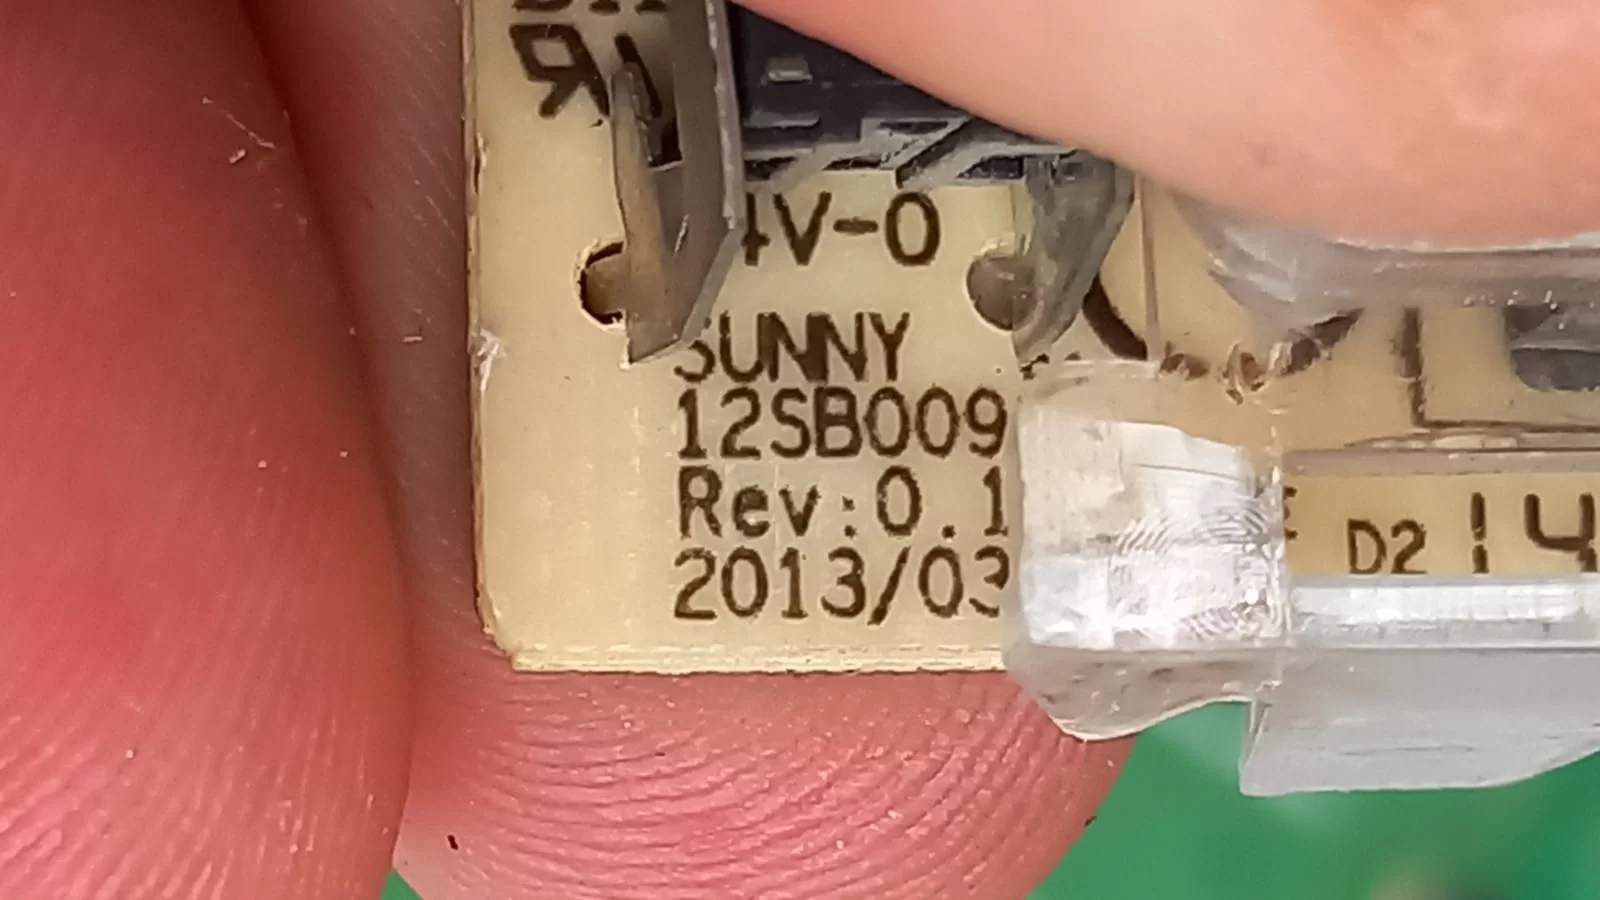 4V-0
SUNNY
12SB009
Rev:0.1
2013/03
D2